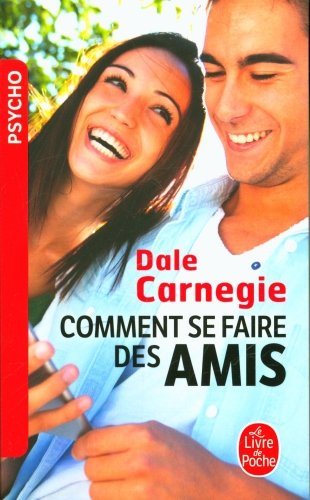 PSYCHO
Dale
Carnegie
COMMENT SE FAIRE
DES AMIS
Le
Livre
de
Poche